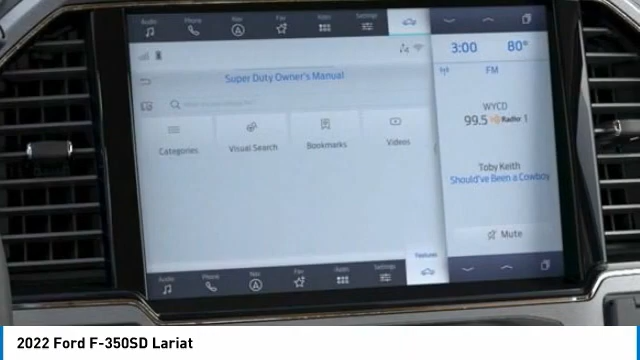 Audio Phone Nav Fav Apps Settings
3:00 80°
Super Duty Owner's Manual
FM
WYCD
99.5 HD Radio 1
Categories Visual Search Bookmarks Videos
Toby Keith
Should've Been a Cowboy
Mute
Features
Audio Phone Nav Fav Apps Settings
2022 Ford F-350SD Lariat